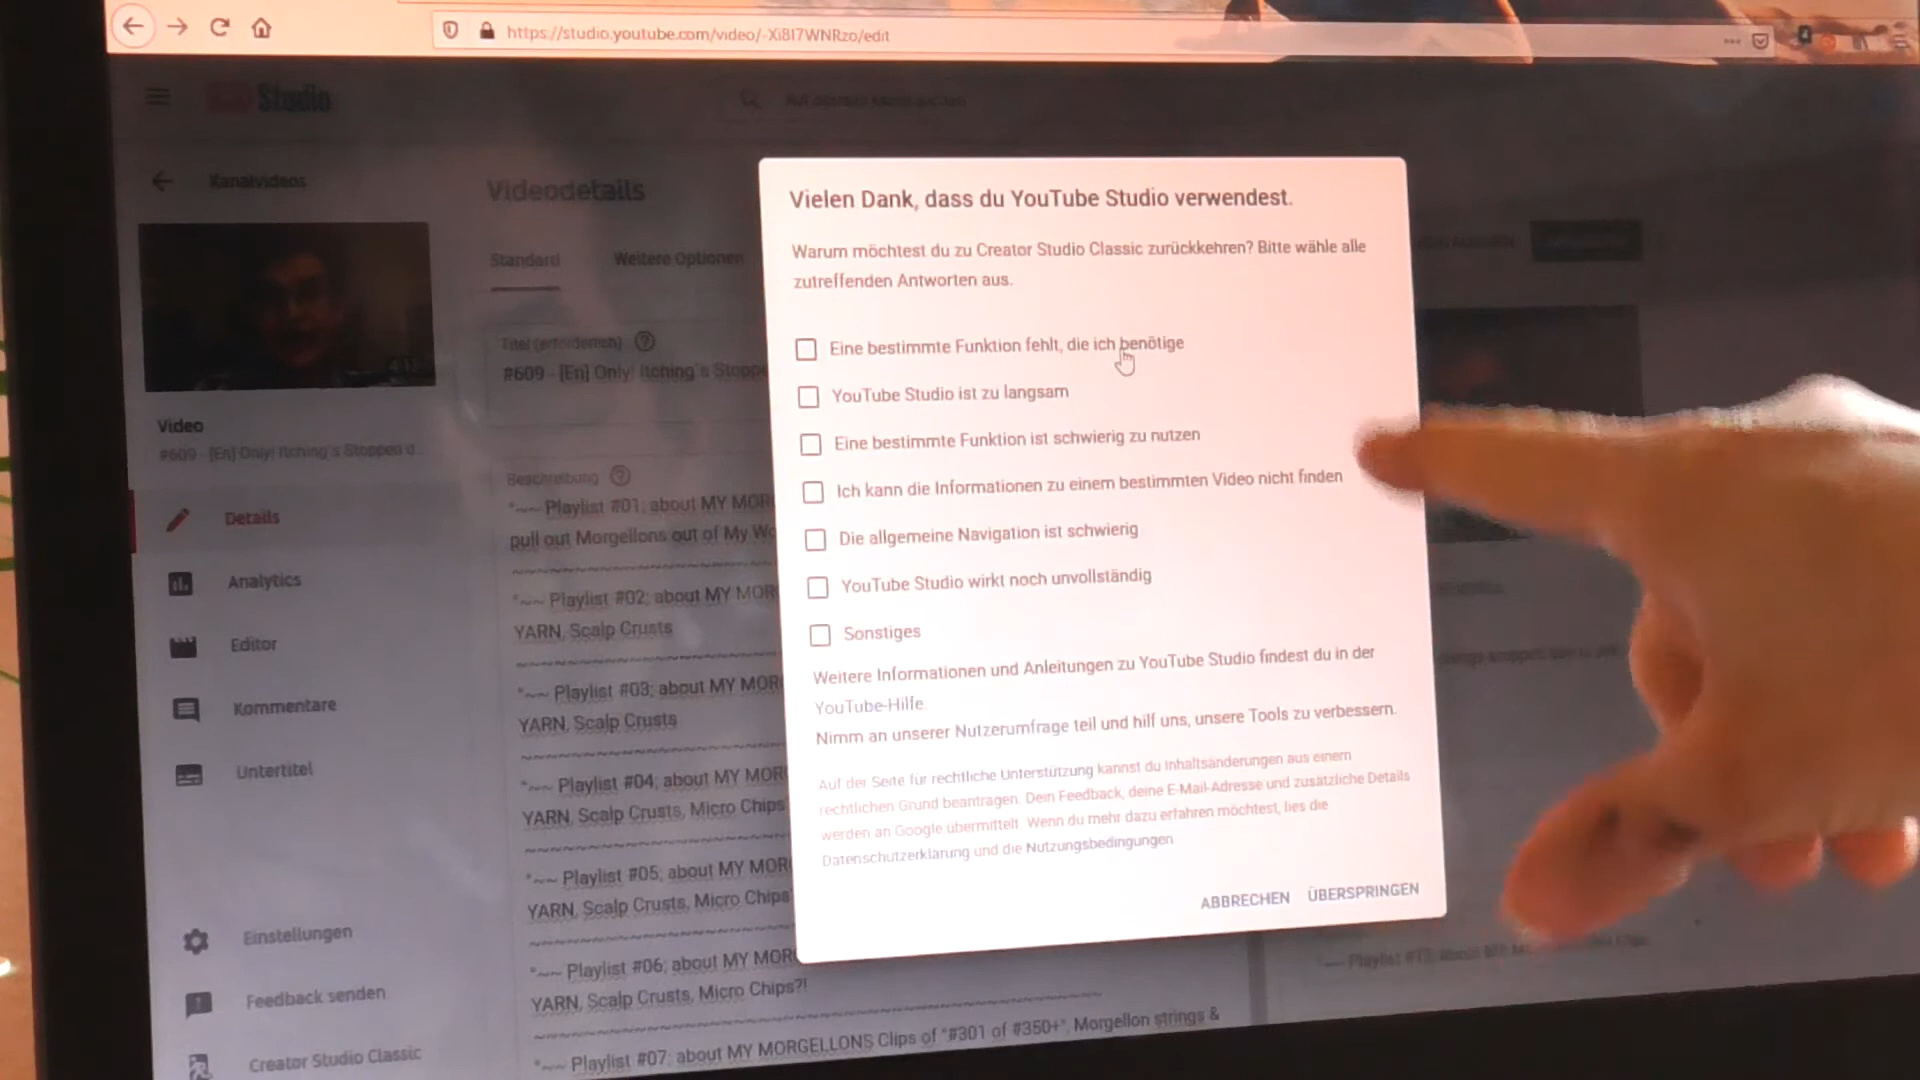 https://studio.youtube.com/video/-Xi8I7WNRzo/edit
Studio
Kanalvideos
Videodetails
Standard
Weitere Optionen
Titel (erforderlich)
#609 - [En] Only! Itching's Stopp
Video
#609 - [En] Only! Itching's Stopped d...
Beschreibung
*~~ Playlist #01; about MY MOR
pull out Morgellons out of My Wo
Details
Analytics
Editor
Kommentare
Untertitel
Einstellungen
Feedback senden
Creator Studio Classic
*~~ Playlist #02; about MY MOR
YARN, Scalp Crusts
*~~ Playlist #03; about MY MOR
YARN, Scalp Crusts
*~~ Playlist #04; about MY MOR
YARN, Scalp Crusts, Micro Chips
*~~ Playlist #05; about MY MOR
YARN, Scalp Crusts, Micro Chips
*~~ Playlist #06; about MY MOR
YARN, Scalp Crusts, Micro Chips?!
*~~ Playlist #07; about MY MORGELLONS Clips of "#301 of #350+", Morgellon strings &
Vielen Dank, dass du YouTube Studio verwendest.
Warum möchtest du zu Creator Studio Classic zurückkehren? Bitte wähle alle
zutreffenden Antworten aus.
Eine bestimmte Funktion fehlt, die ich benötige
YouTube Studio ist zu langsam
Eine bestimmte Funktion ist schwierig zu nutzen
Ich kann die Informationen zu einem bestimmten Video nicht finden
Die allgemeine Navigation ist schwierig
YouTube Studio wirkt noch unvollständig
Sonstiges
Weitere Informationen und Anleitungen zu YouTube Studio findest du in der
YouTube-Hilfe.
Nimm an unserer Nutzerumfrage teil und hilf uns, unsere Tools zu verbessern.
Auf der Seite für rechtliche Unterstützung kannst du Inhaltsänderungen aus einem
rechtlichen Grund beantragen. Dein Feedback, deine E-Mail-Adresse und zusätzliche Details
werden an Google übermittelt. Wenn du mehr dazu erfahren möchtest, lies die
Datenschutzerklärung und die Nutzungsbedingungen
ABBRECHEN ÜBERSPRINGEN